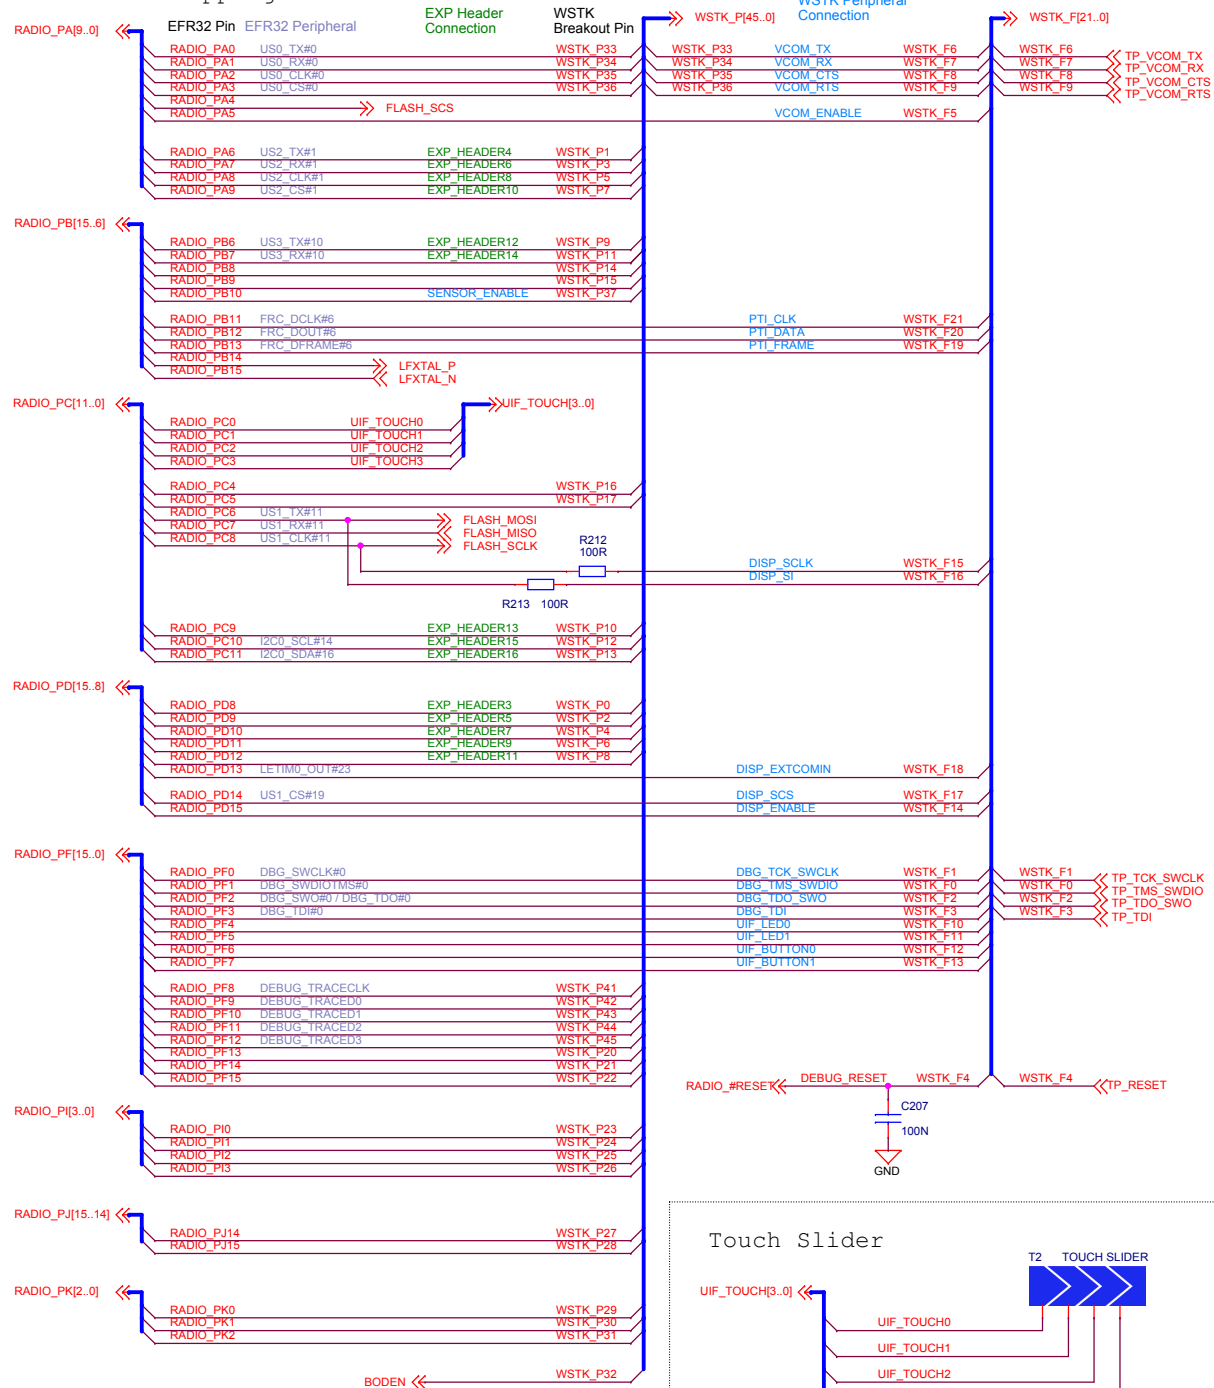 EFR32 Pin EFR32 Peripheral EXP Header Connection WSTK Breakout Pin
WSTK_P[45..0]
WSTK Peripheral Connection
WSTK_F[21..0]
RADIO_PA[9..0]
RADIO_PA0 US0_TX#0 WSTK_P33 WSTK_P33 VCOM_TX WSTK_F6 WSTK_F6 TP_VCOM_TX
RADIO_PA1 US0_RX#0 WSTK_P34 WSTK_P34 VCOM_RX WSTK_F7 WSTK_F7 TP_VCOM_RX
RADIO_PA2 US0_CLK#0 WSTK_P35 WSTK_P35 VCOM_CTS WSTK_F8 WSTK_F8 TP_VCOM_CTS
RADIO_PA3 US0_CS#0 WSTK_P36 WSTK_P36 VCOM_RTS WSTK_F9 WSTK_F9 TP_VCOM_RTS
RADIO_PA4 FLASH_SCS
RADIO_PA5 VCOM_ENABLE WSTK_F5
RADIO_PA6 US2_TX#1 EXP_HEADER4 WSTK_P1
RADIO_PA7 US2_RX#1 EXP_HEADER6 WSTK_P3
RADIO_PA8 US2_CLK#1 EXP_HEADER8 WSTK_P5
RADIO_PA9 US2_CS#1 EXP_HEADER10 WSTK_P7
RADIO_PB[15..6]
RADIO_PB6 US3_TX#10 EXP_HEADER12 WSTK_P9
RADIO_PB7 US3_RX#10 EXP_HEADER14 WSTK_P11
RADIO_PB8 WSTK_P14
RADIO_PB9 WSTK_P15
RADIO_PB10 SENSOR_ENABLE WSTK_P37
RADIO_PB11 FRC_DCLK#6 PTI_CLK WSTK_F21
RADIO_PB12 FRC_DOUT#6 PTI_DATA WSTK_F20
RADIO_PB13 FRC_DFRAME#6 PTI_FRAME WSTK_F19
RADIO_PB14 LFXTAL_P
RADIO_PB15 LFXTAL_N
RADIO_PC[11..0]
UIF_TOUCH[3..0]
RADIO_PC0 UIF_TOUCH0
RADIO_PC1 UIF_TOUCH1
RADIO_PC2 UIF_TOUCH2
RADIO_PC3 UIF_TOUCH3
RADIO_PC4 WSTK_P16
RADIO_PC5 WSTK_P17
RADIO_PC6 US1_TX#11 FLASH_MOSI
RADIO_PC7 US1_RX#11 FLASH_MISO
RADIO_PC8 US1_CLK#11 FLASH_SCLK
R212
100R
DISP_SCLK WSTK_F15
DISP_SI WSTK_F16
R213 100R
RADIO_PC9 EXP_HEADER13 WSTK_P10
RADIO_PC10 I2C0_SCL#14 EXP_HEADER15 WSTK_P12
RADIO_PC11 I2C0_SDA#16 EXP_HEADER16 WSTK_P13
RADIO_PD[15..8]
RADIO_PD8 EXP_HEADER3 WSTK_P0
RADIO_PD9 EXP_HEADER5 WSTK_P2
RADIO_PD10 EXP_HEADER7 WSTK_P4
RADIO_PD11 EXP_HEADER9 WSTK_P6
RADIO_PD12 EXP_HEADER11 WSTK_P8
RADIO_PD13 LETIM0_OUT#23 DISP_EXTCOMIN WSTK_F18
RADIO_PD14 US1_CS#19 DISP_SCS WSTK_F17
RADIO_PD15 DISP_ENABLE WSTK_F14
RADIO_PF[15..0]
RADIO_PF0 DBG_SWCLK#0 DBG_TCK_SWCLK WSTK_F1 WSTK_F1 TP_TCK_SWCLK
RADIO_PF1 DBG_SWDIOTMS#0 DBG_TMS_SWDIO WSTK_F0 WSTK_F0 TP_TMS_SWDIO
RADIO_PF2 DBG_SWO#0 / DBG_TDO#0 DBG_TDO_SWO WSTK_F2 WSTK_F2 TP_TDO_SWO
RADIO_PF3 DBG_TDI#0 DBG_TDI WSTK_F3 WSTK_F3 TP_TDI
RADIO_PF4 UIF_LED0 WSTK_F10
RADIO_PF5 UIF_LED1 WSTK_F11
RADIO_PF6 UIF_BUTTON0 WSTK_F12
RADIO_PF7 UIF_BUTTON1 WSTK_F13
RADIO_PF8 DEBUG_TRACECLK WSTK_P41
RADIO_PF9 DEBUG_TRACED0 WSTK_P42
RADIO_PF10 DEBUG_TRACED1 WSTK_P43
RADIO_PF11 DEBUG_TRACED2 WSTK_P44
RADIO_PF12 DEBUG_TRACED3 WSTK_P45
RADIO_PF13 WSTK_P20
RADIO_PF14 WSTK_P21
RADIO_PF15 WSTK_P22
RADIO_#RESET DEBUG_RESET WSTK_F4 WSTK_F4 TP_RESET
C207
100N
GND
RADIO_PI[3..0]
RADIO_PI0 WSTK_P23
RADIO_PI1 WSTK_P24
RADIO_PI2 WSTK_P25
RADIO_PI3 WSTK_P26
RADIO_PJ[15..14]
RADIO_PJ14 WSTK_P27
RADIO_PJ15 WSTK_P28
RADIO_PK[2..0]
RADIO_PK0 WSTK_P29
RADIO_PK1 WSTK_P30
RADIO_PK2 WSTK_P31
BODEN WSTK_P32
Touch Slider
T2 TOUCH SLIDER
UIF_TOUCH[3..0]
UIF_TOUCH0
UIF_TOUCH1
UIF_TOUCH2